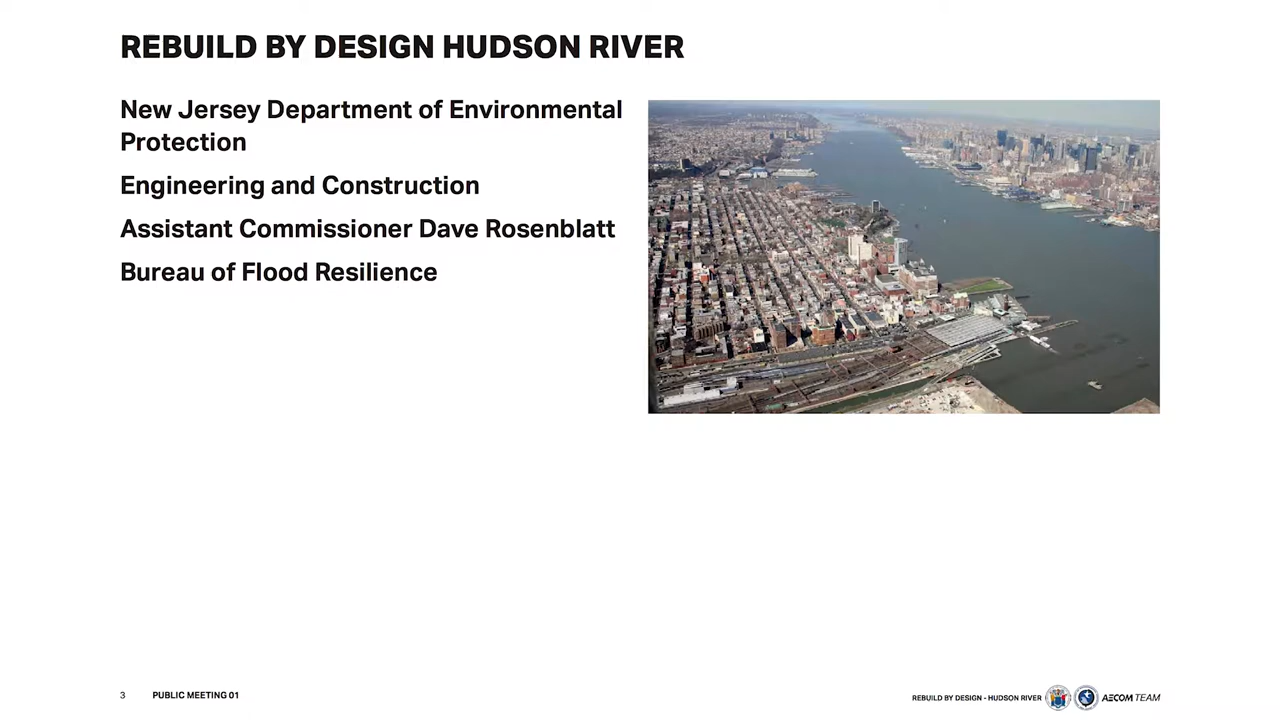 REBUILD BY DESIGN HUDSON RIVER
New Jersey Department of Environmental
Protection
Engineering and Construction
Assistant Commissioner Dave Rosenblatt
Bureau of Flood Resilience
3 PUBLIC MEETING 01
REBUILD BY DESIGN - HUDSON RIVER AECOM TEAM